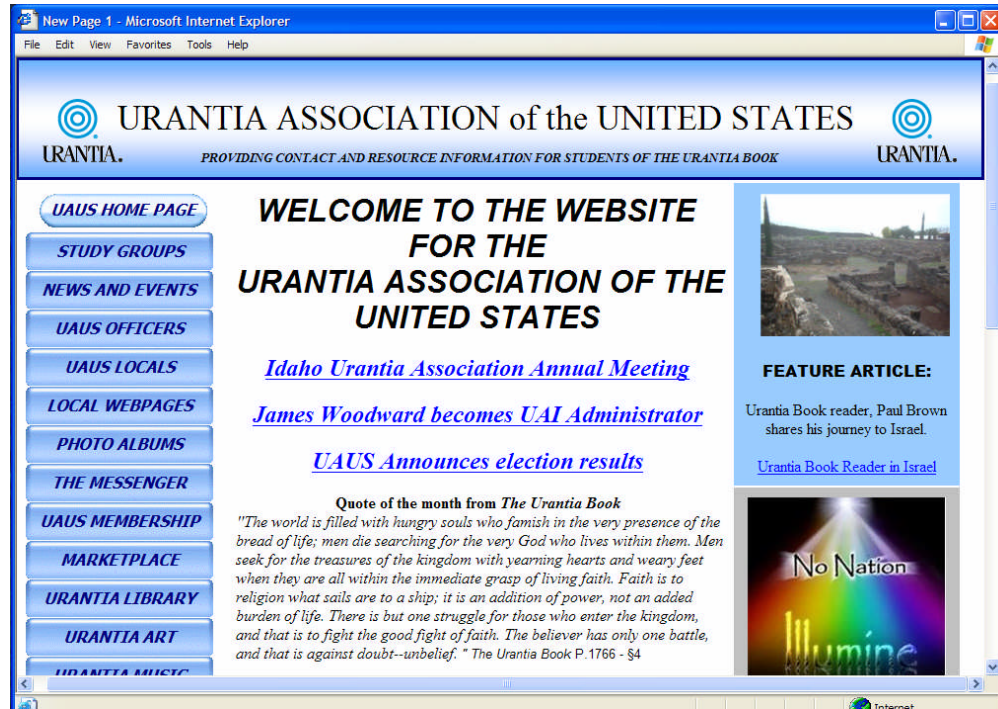 New Page 1 - Microsoft Internet Explorer
File Edit View Favorites Tools Help
URANTIA ASSOCIATION of the UNITED STATES
URANTIA.
PROVIDING CONTACT AND RESOURCE INFORMATION FOR STUDENTS OF THE URANTIA BOOK
URANTIA.
UAUS HOME PAGE
STUDY GROUPS
NEWS AND EVENTS
UAUS OFFICERS
UAUS LOCALS
LOCAL WEBPAGES
PHOTO ALBUMS
THE MESSENGER
UAUS MEMBERSHIP
MARKETPLACE
URANTIA LIBRARY
URANTIA ART
URANTIA MUSIC
WELCOME TO THE WEBSITE
FOR THE
URANTIA ASSOCIATION OF THE
UNITED STATES
Idaho Urantia Association Annual Meeting
James Woodward becomes UAI Administrator
UAUS Announces election results
Quote of the month from The Urantia Book
"The world is filled with hungry souls who famish in the very presence of the
bread of life; men die searching for the very God who lives within them. Men
seek for the treasures of the kingdom with yearning hearts and weary feet
when they are all within the immediate grasp of living faith. Faith is to
religion what sails are to a ship; it is an addition of power, not an added
burden of life. There is but one struggle for those who enter the kingdom,
and that is to fight the good fight of faith. The believer has only one battle,
and that is against doubt--unbelief. " The Urantia Book P.1766 - §4
FEATURE ARTICLE:
Urantia Book reader, Paul Brown
shares his journey to Israel.
Urantia Book Reader in Israel
No Nation
Illumine
Internet